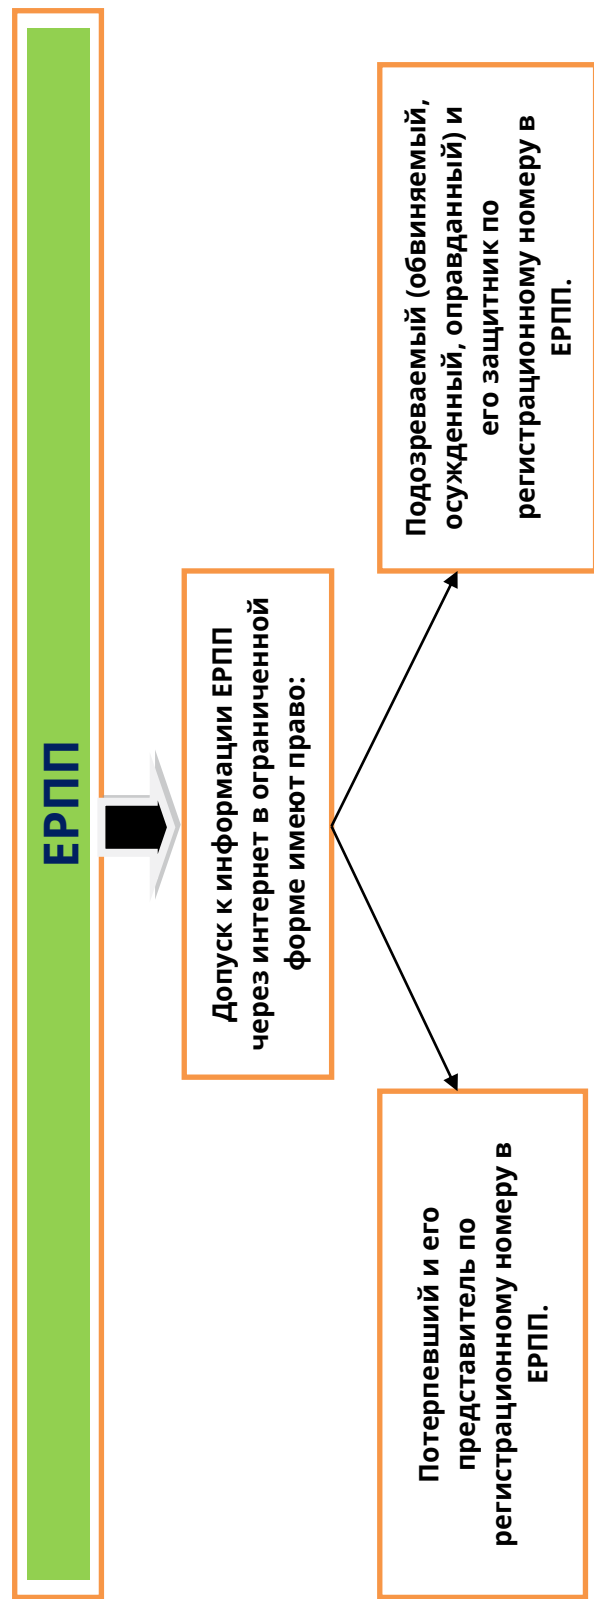 ЕРПП
Допуск к информации ЕРПП
через интернет в ограниченной
форме имеют право:
Потерпевший и его
представитель по
регистрационному номеру в
ЕРПП.
Подозреваемый (обвиняемый,
осужденный, оправданный) и
его защитник по
регистрационному номеру в
ЕРПП.